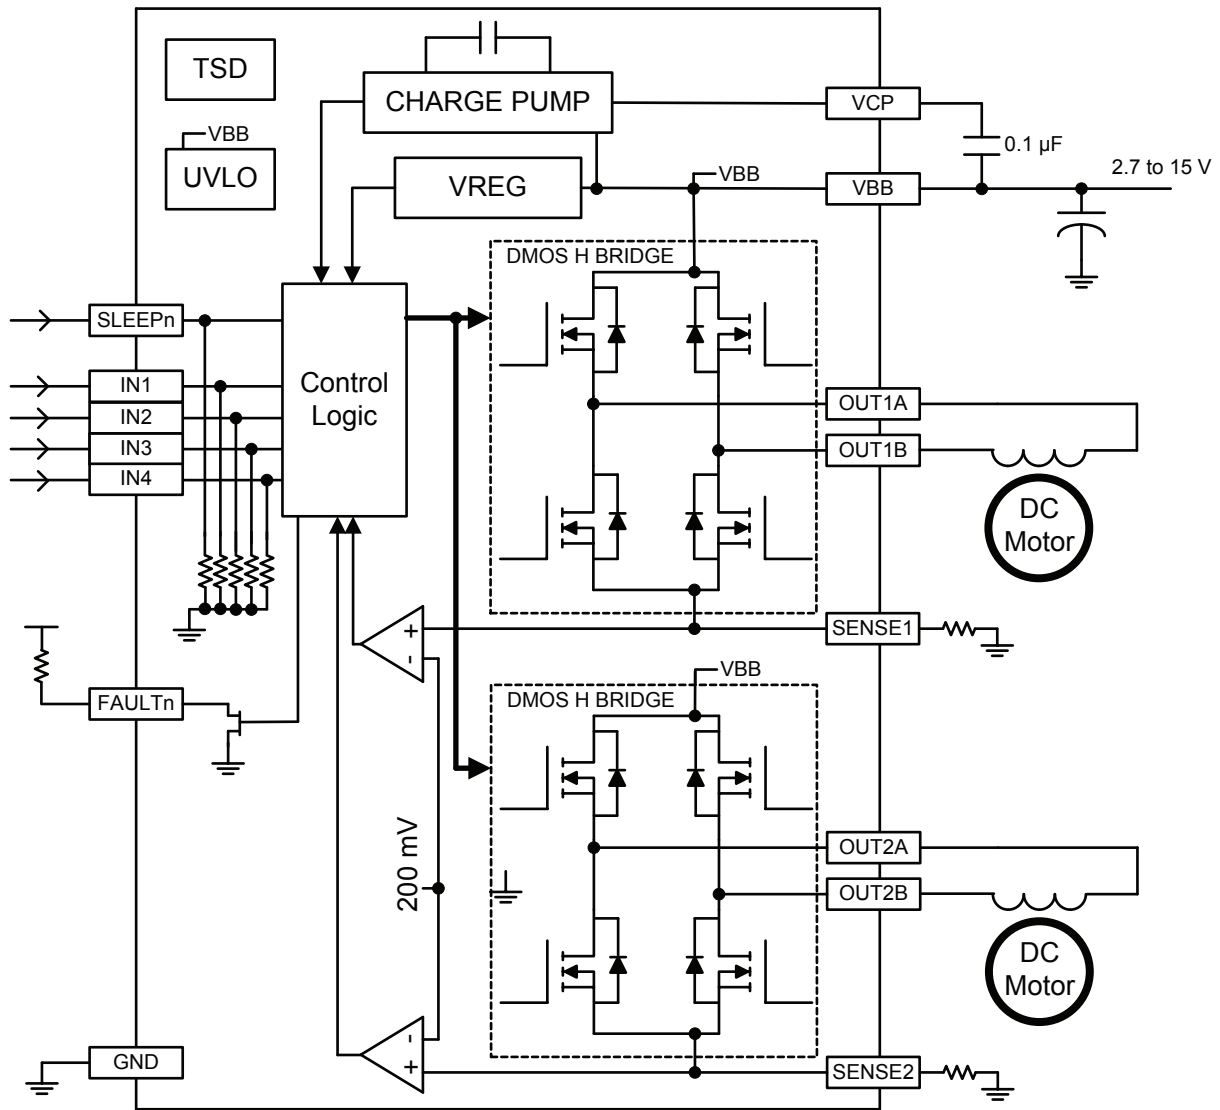 TSD
CHARGE PUMP
VCP
0.1 µF
VBB
UVLO
VREG
VBB
VBB
2.7 to 15 V
DMOS H BRIDGE
SLEEPn
IN1
IN2
IN3
IN4
Control
Logic
OUT1A
OUT1B
DC
Motor
+
-
SENSE1
FAULTn
VBB
DMOS H BRIDGE
200 mV
OUT2A
OUT2B
DC
Motor
-
+
GND
SENSE2